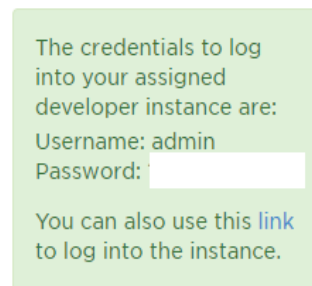 The credentials to log
into your assigned
developer instance are:
Username: admin
Password:
You can also use this link
to log into the instance.